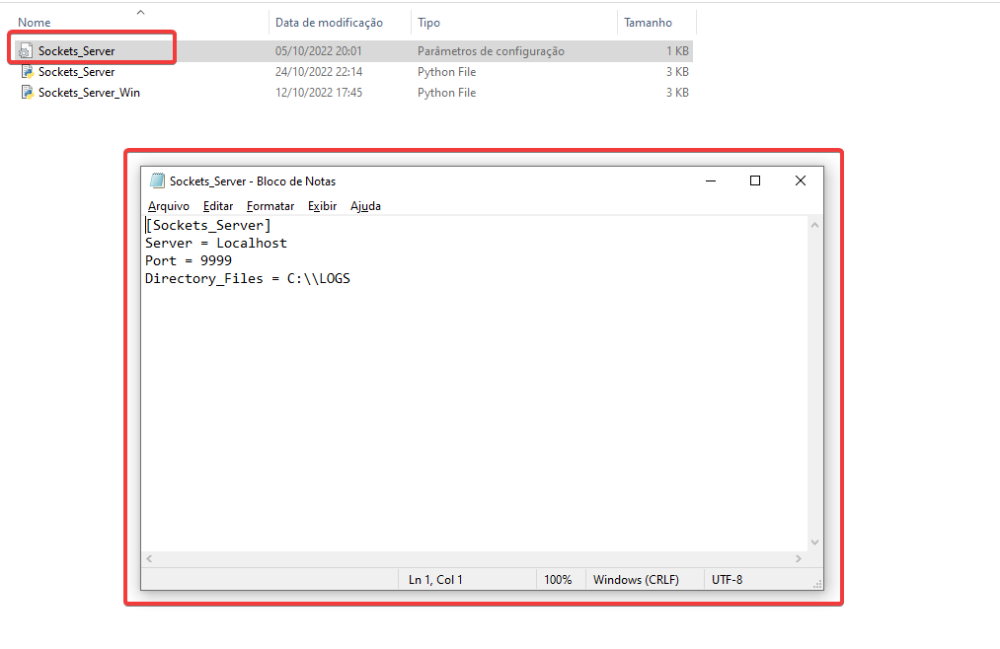 Nome Data de modificação Tipo Tamanho
Sockets_Server 05/10/2022 20:01 Parâmetros de configuração 1 KB
Sockets_Server 24/10/2022 22:14 Python File 3 KB
Sockets_Server_Win 12/10/2022 17:45 Python File 3 KB
Sockets_Server - Bloco de Notas
Arquivo Editar Formatar Exibir Ajuda
[Sockets_Server]
Server = Localhost
Port = 9999
Directory_Files = C:\\LOGS
Ln 1, Col 1 100% Windows (CRLF) UTF-8